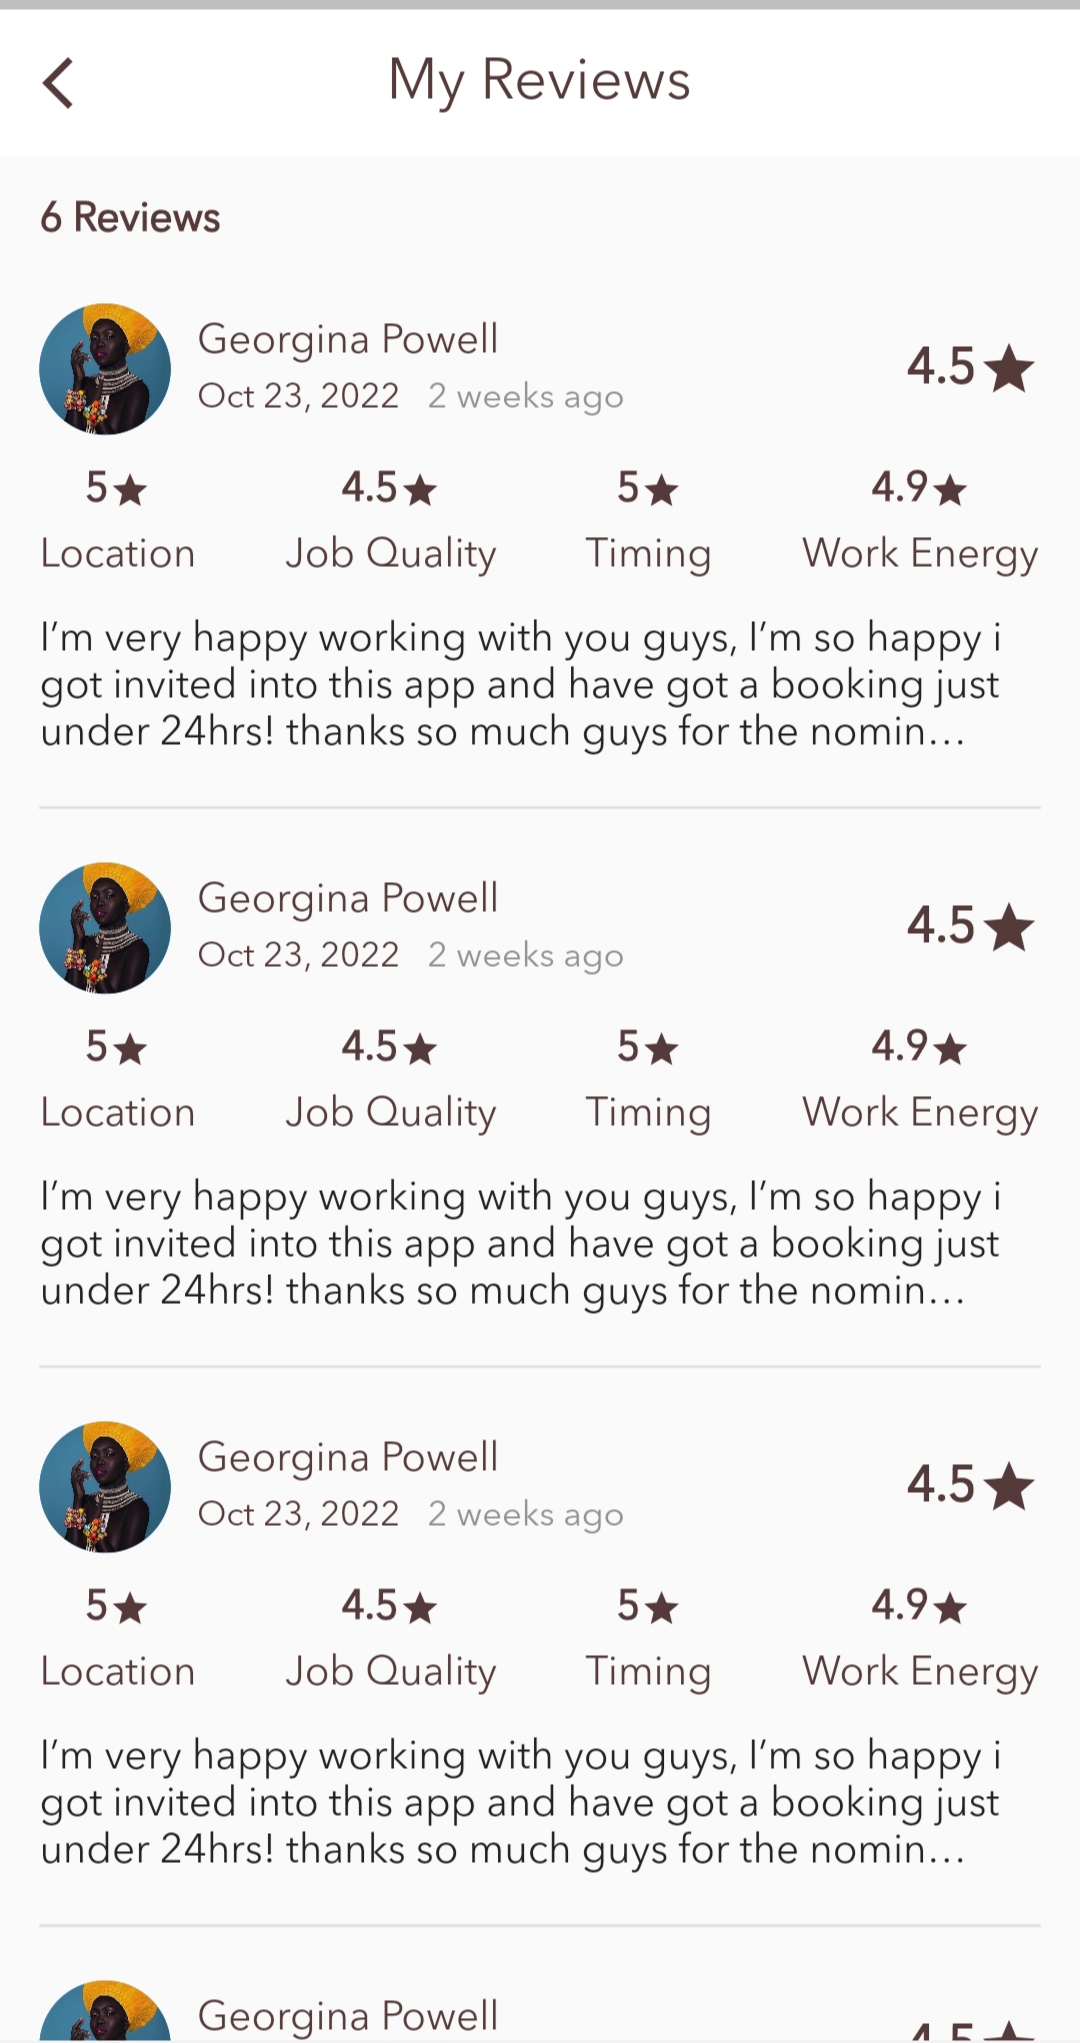 My Reviews
6 Reviews
Georgina Powell
Oct 23, 2022 2 weeks ago
4.5
5 4.5 5 4.9
Location Job Quality Timing Work Energy
I’m very happy working with you guys, I’m so happy i
got invited into this app and have got a booking just
under 24hrs! thanks so much guys for the nomin...
Georgina Powell
Oct 23, 2022 2 weeks ago
4.5
5 4.5 5 4.9
Location Job Quality Timing Work Energy
I’m very happy working with you guys, I’m so happy i
got invited into this app and have got a booking just
under 24hrs! thanks so much guys for the nomin...
Georgina Powell
Oct 23, 2022 2 weeks ago
4.5
5 4.5 5 4.9
Location Job Quality Timing Work Energy
I’m very happy working with you guys, I’m so happy i
got invited into this app and have got a booking just
under 24hrs! thanks so much guys for the nomin...
Georgina Powell
4.5